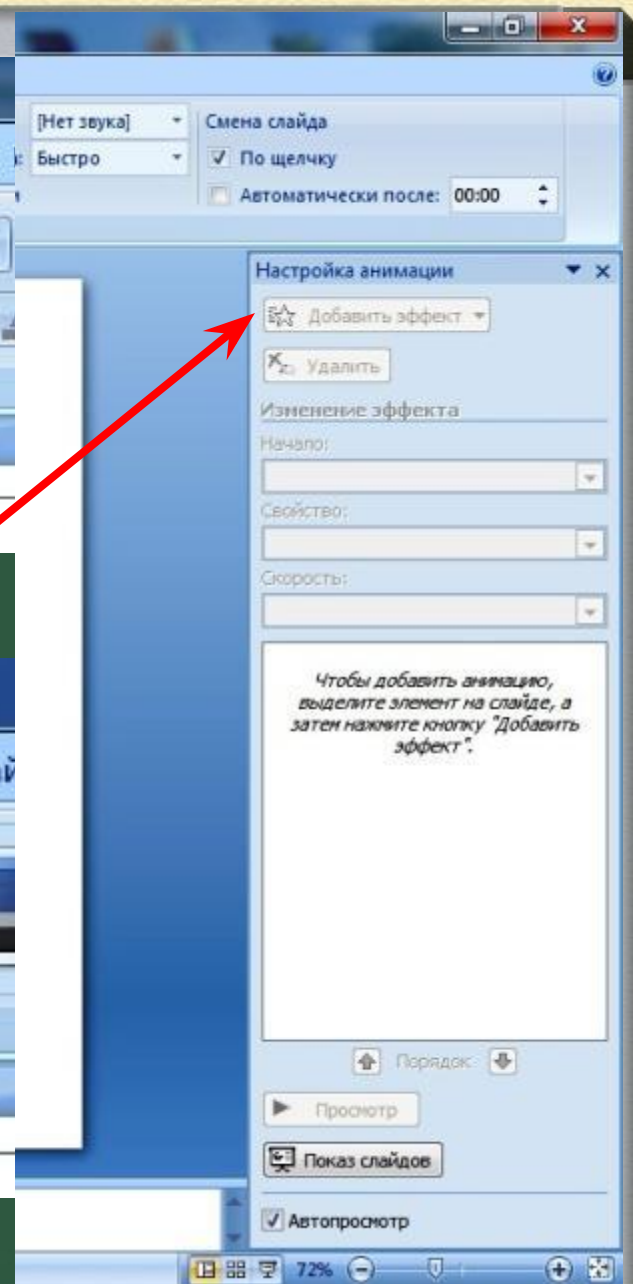 [Нет звука]
Смена слайда
Быстро
По щелчку
Автоматически после: 00:00
Настройка анимации
Добавить эффект
Удалить
Изменение эффекта
Начало:
Свойство:
Скорость:
Чтобы добавить анимацию,
выделите элемент на слайде, а
затем нажмите кнопку "Добавить
эффект".
Порядок
Просмотр
Показ слайдов
Автопросмотр
72%